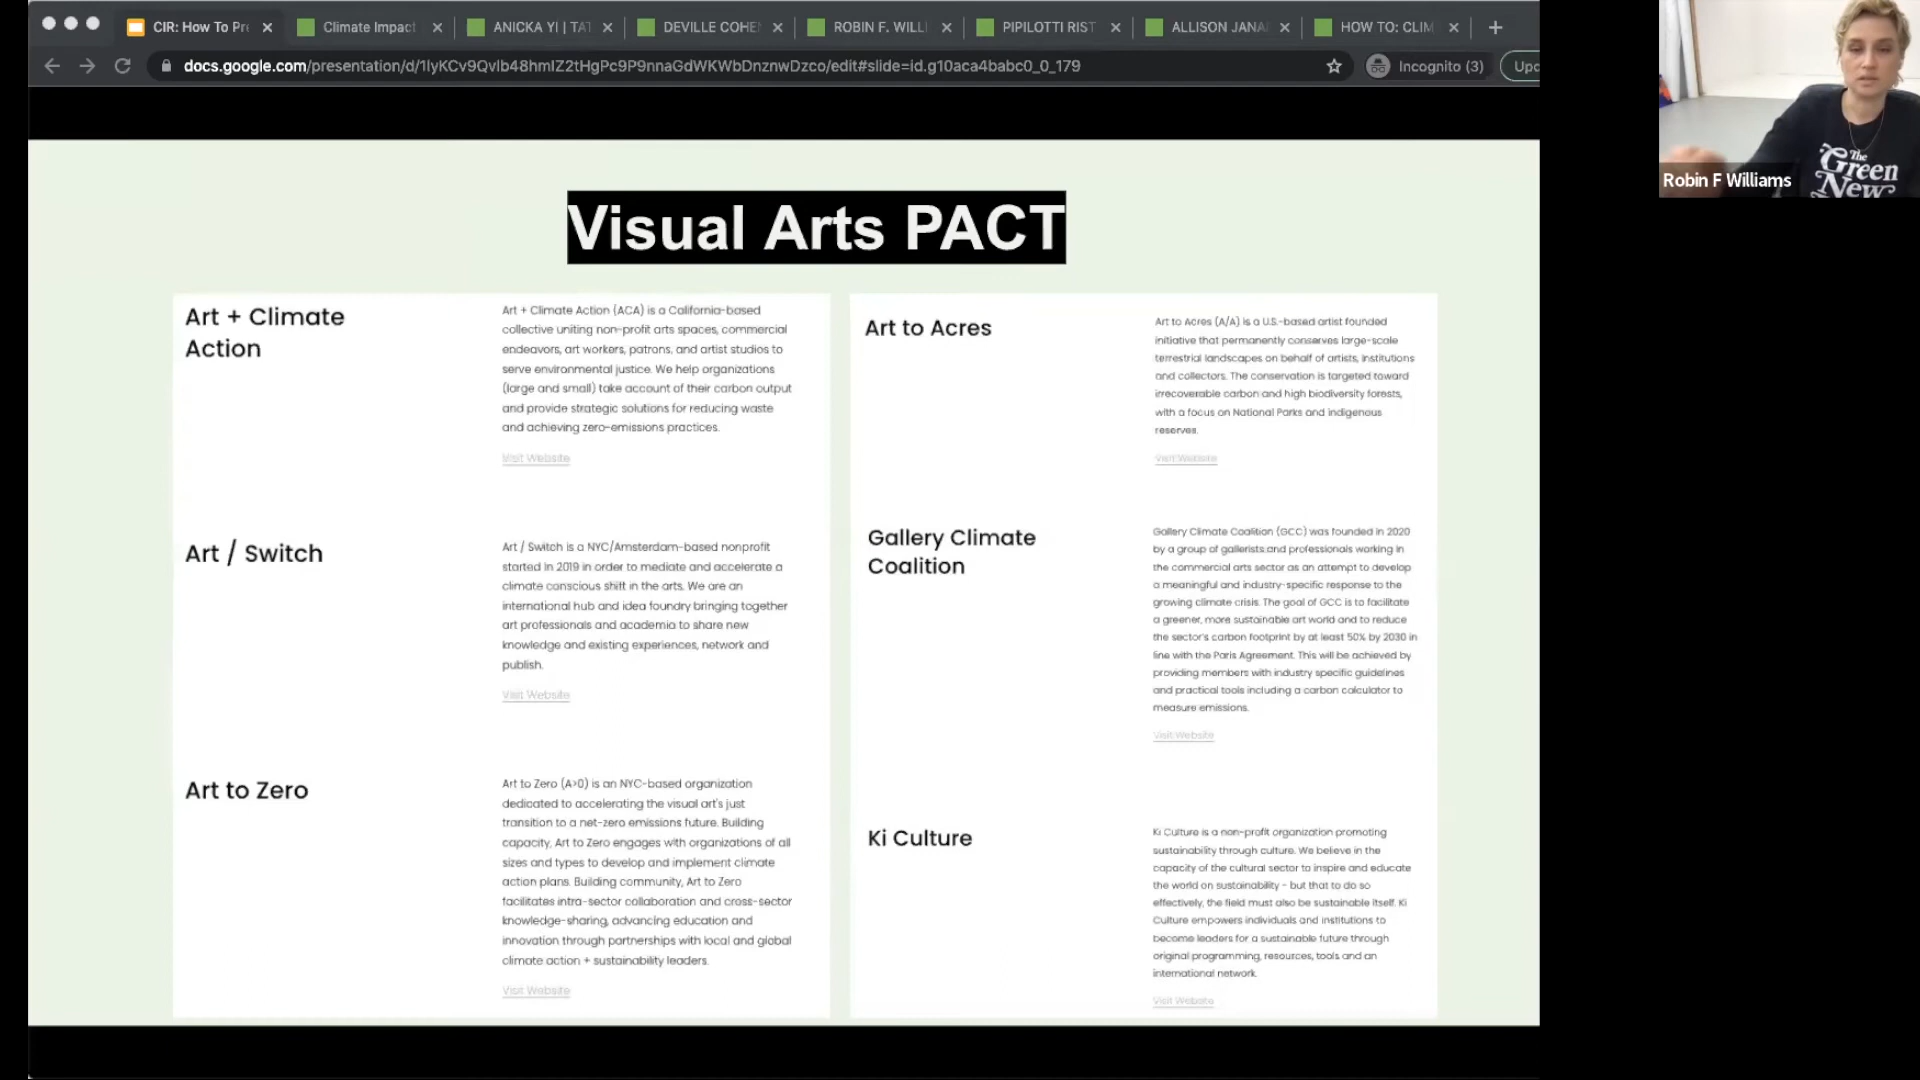 CIR: How To Pr
Climate Impact
ANICKA YI | TAT
DEVILLE COHE
ROBIN F. WILLI
PIPILOTTI RIST
ALLISON JANA
HOW TO: CLIM
docs.google.com/presentation/d/1lyKCv9Qvlb48hmIZ2tHgPc9P9nnaGdWKWbDnznwDzco/edit#slide=id.g10aca4babc0_0_179
Incognito (3)
Upc
The
Green
New
Robin F Williams
Visual Arts PACT
Art + Climate
Action
Art + Climate Action (ACA) is a California-based
collective uniting non-profit arts spaces, commercial
endeavors, art workers, patrons, and artist studios to
serve environmental justice. We help organizations
(large and small) take account of their carbon output
and provide strategic solutions for reducing waste
and achieving zero-emissions practices.
Visit Website
Art / Switch
Art / Switch is a NYC/Amsterdam-based nonprofit
started in 2019 in order to mediate and accelerate a
climate conscious shift in the arts. We are an
international hub and idea foundry bringing together
art professionals and academia to share new
knowledge and existing experiences, network and
publish.
Visit Website
Art to Zero
Art to Zero (A>0) is an NYC-based organization
dedicated to accelerating the visual art's just
transition to a net-zero emissions future. Building
capacity, Art to Zero engages with organizations of all
sizes and types to develop and implement climate
action plans. Building community, Art to Zero
facilitates intra-sector collaboration and cross-sector
knowledge-sharing, advancing education and
innovation through partnerships with local and global
climate action + sustainability leaders.
Visit Website
Art to Acres
Art to Acres (A/A) is a U.S.-based artist founded
initiative that permanently conserves large-scale
terrestrial landscapes on behalf of artists, institutions
and collectors. The conservation is targeted toward
irrecoverable carbon and high biodiversity forests,
with a focus on National Parks and indigenous
reserves.
Visit Website
Gallery Climate
Coalition
Gallery Climate Coalition (GCC) was founded in 2020
by a group of gallerists and professionals working in
the commercial arts sector as an attempt to develop
a meaningful and industry-specific response to the
growing climate crisis. The goal of GCC is to facilitate
a greener, more sustainable art world and to reduce
the sector's carbon footprint by at least 50% by 2030 in
line with the Paris Agreement. This will be achieved by
providing members with industry specific guidelines
and practical tools including a carbon calculator to
measure emissions.
Visit Website
Ki Culture
Ki Culture is a non-profit organization promoting
sustainability through culture. We believe in the
capacity of the cultural sector to inspire and educate
the world on sustainability - but that to do so
effectively, the field must also be sustainable itself. Ki
Culture empowers individuals and institutions to
become leaders for a sustainable future through
original programming, resources, tools and an
international network.
Visit Website